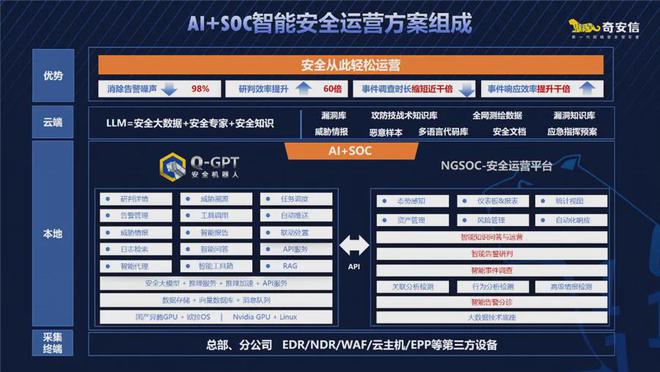 AI+SOC智能安全运营方案组成
奇安信
新一代网络安全领军者
优势
安全从此轻松运营
消除告警噪声 98%
研判效率提升 60倍
事件调查时长缩短近千倍
事件响应效率提升千倍
云端
LLM=安全大数据+安全专家+安全知识
漏洞库 攻防技战术知识库 全网测绘数据 漏洞知识库
威胁情报 恶意样本 多语言代码库 安全文档 应急指挥预案
本地
AI+SOC
Q-GPT
安全机器人
NGSOC-安全运营平台
研判详情 威胁溯源 任务调度
告警管理 工具调用 自动推送
威胁情报 智能报告 联动处置
日志检索 智能问答 API服务
智能代理 智能工具箱 RAG
安全大模型 + 推理服务 + 推理加速 + API服务
数据存储 + 向量数据库 + 消息队列
国产异腾GPU + 欧拉OS | Nvidia GPU + Linux
API
态势感知 仪表板&报表 统计视图
资产管理 风险管理 自动化响应
智能知识问答与运营
智能告警研判
智能事件调查
关联分析检测 行为分析检测 高级情报检测
智能告警分诊
大数据技术底座
采集
终端
总部、分公司 EDR/NDR/WAF/云主机/EPP等第三方设备